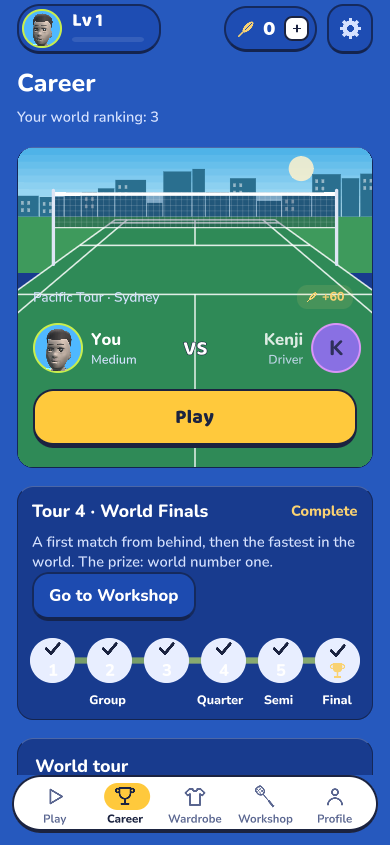 Lv 1
0 +
Career
Your world ranking: 3
Pacific Tour · Sydney +60
You
Medium
VS
Kenji
Driver
K
Play
Tour 4 · World Finals Complete
A first match from behind, then the fastest in the
world. The prize: world number one.
Go to Workshop
1 2 3 4 5
Group Quarter Semi Final
World tour
Play Career Wardrobe Workshop Profile